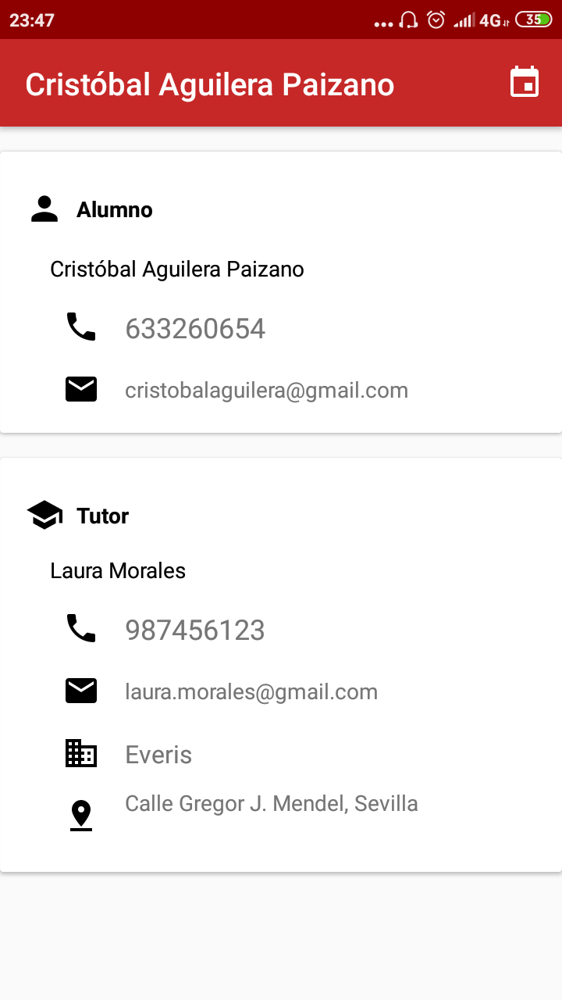 23:47
4G 35
Cristóbal Aguilera Paizano
Alumno
Cristóbal Aguilera Paizano
633260654
cristobalaguilera@gmail.com
Tutor
Laura Morales
987456123
laura.morales@gmail.com
Everis
Calle Gregor J. Mendel, Sevilla